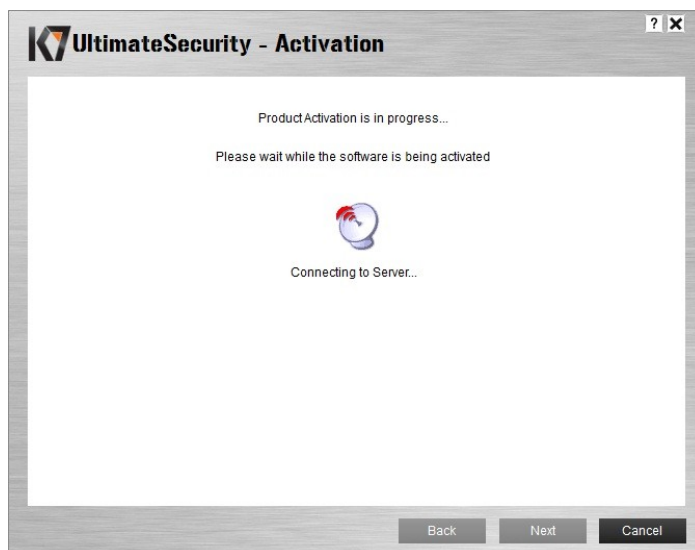 K7 UltimateSecurity - Activation
? X
Product Activation is in progress...
Please wait while the software is being activated
Connecting to Server...
Back Next Cancel